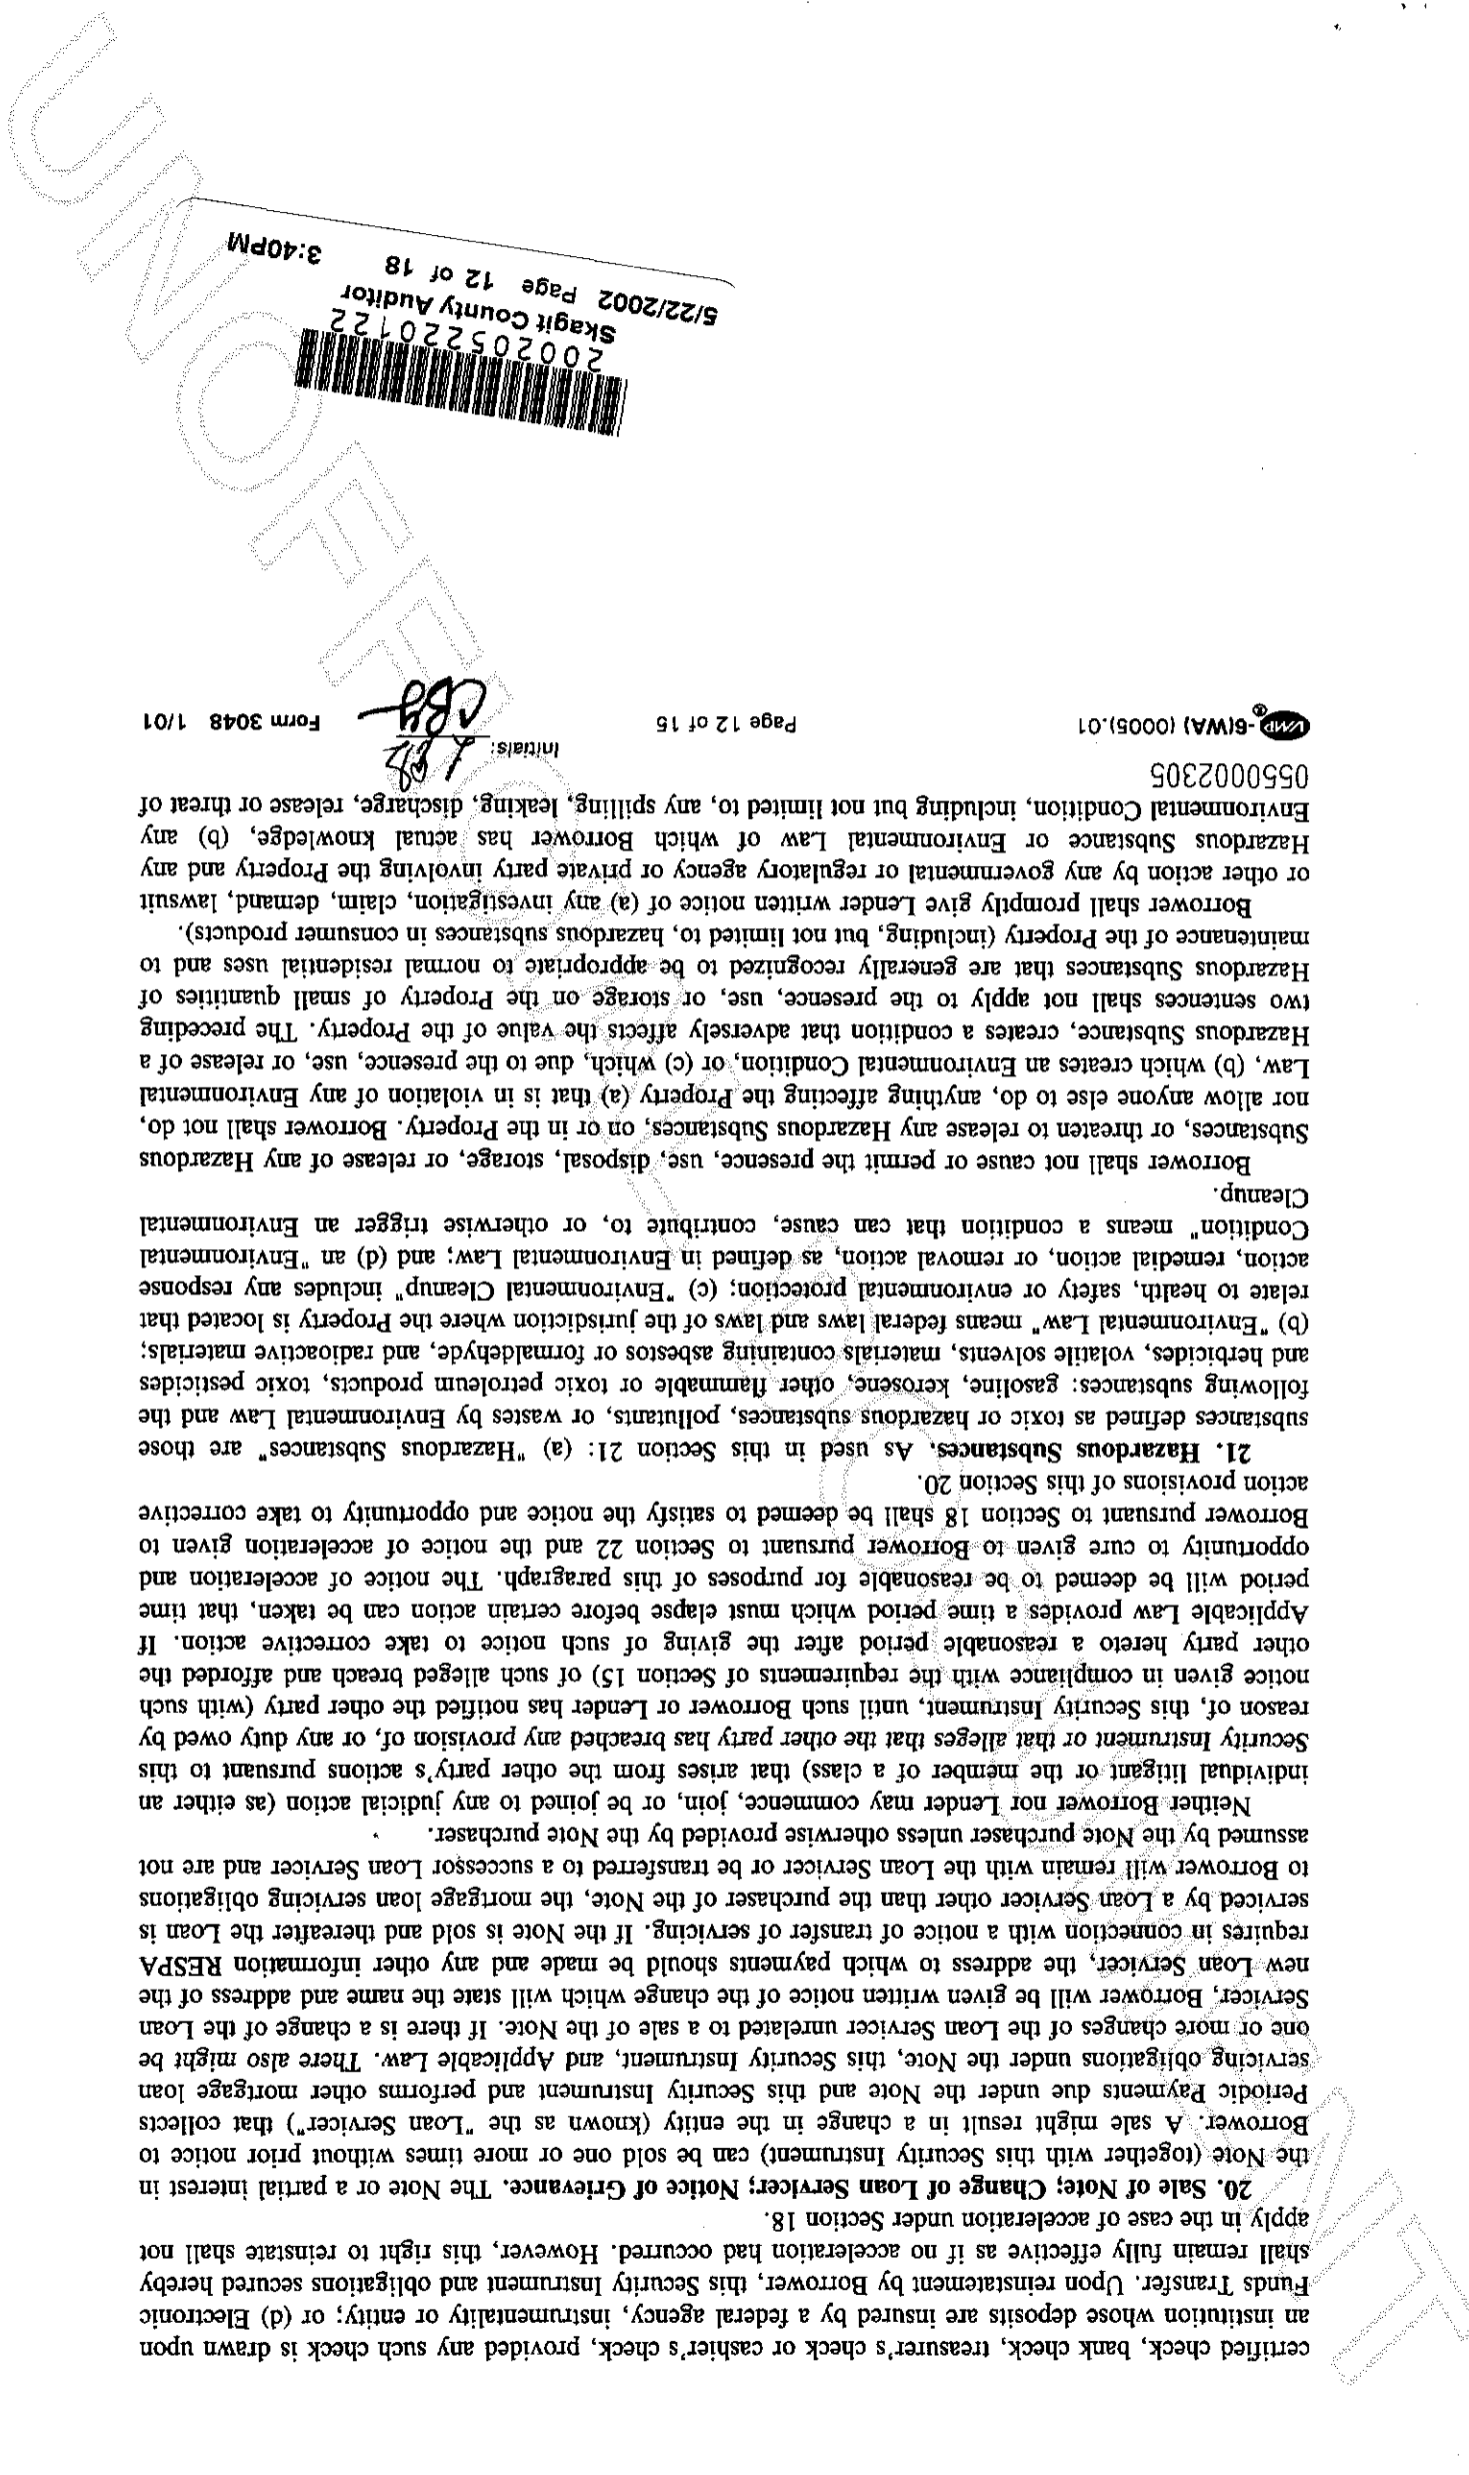 certified check, bank check, treasurer's check or cashier's check, provided any such check is drawn upon
an institution whose deposits are insured by a federal agency, instrumentality or entity; or (d) Electronic
Funds Transfer. Upon reinstatement by Borrower, this Security Instrument and obligations secured hereby
shall remain fully effective as if no acceleration had occurred. However, this right to reinstate shall not
apply in the case of acceleration under Section 18.
20. Sale of Note; Change of Loan Servicer; Notice of Grievance. The Note or a partial interest in
the Note (together with this Security Instrument) can be sold one or more times without prior notice to
Borrower. A sale might result in a change in the entity (known as the "Loan Servicer") that collects
Periodic Payments due under the Note and this Security Instrument and performs other mortgage loan
servicing obligations under the Note, this Security Instrument, and Applicable Law. There also might be
one or more changes of the Loan Servicer unrelated to a sale of the Note. If there is a change of the Loan
Servicer, Borrower will be given written notice of the change which will state the name and address of the
new Loan Servicer, the address to which payments should be made and any other information RESPA
requires in connection with a notice of transfer of servicing. If the Note is sold and thereafter the Loan is
serviced by a Loan Servicer other than the purchaser of the Note, the mortgage loan servicing obligations
to Borrower will remain with the Loan Servicer or be transferred to a successor Loan Servicer and are not
assumed by the Note purchaser unless otherwise provided by the Note purchaser.
Neither Borrower nor Lender may commence, join, or be joined to any judicial action (as either an
individual litigant or the member of a class) that arises from the other party's actions pursuant to this
Security Instrument or that alleges that the other party has breached any provision of, or any duty owed by
reason of, this Security Instrument, until such Borrower or Lender has notified the other party (with such
notice given in compliance with the requirements of Section 15) of such alleged breach and afforded the
other party hereto a reasonable period after the giving of such notice to take corrective action. If
Applicable Law provides a time period which must elapse before certain action can be taken, that time
period will be deemed to be reasonable for purposes of this paragraph. The notice of acceleration and
opportunity to cure given to Borrower pursuant to Section 22 and the notice of acceleration given to
Borrower pursuant to Section 18 shall be deemed to satisfy the notice and opportunity to take corrective
action provisions of this Section 20.
21. Hazardous Substances. As used in this Section 21: (a) "Hazardous Substances" are those
substances defined as toxic or hazardous substances, pollutants, or wastes by Environmental Law and the
following substances: gasoline, kerosene, other flammable or toxic petroleum products, toxic pesticides
and herbicides, volatile solvents, materials containing asbestos or formaldehyde, and radioactive materials;
(b) "Environmental Law" means federal laws and laws of the jurisdiction where the Property is located that
relate to health, safety or environmental protection; (c) "Environmental Cleanup" includes any response
action, remedial action, or removal action, as defined in Environmental Law; and (d) an "Environmental
Condition" means a condition that can cause, contribute to, or otherwise trigger an Environmental
Cleanup.
Borrower shall not cause or permit the presence, use, disposal, storage, or release of any Hazardous
Substances, or threaten to release any Hazardous Substances, on or in the Property. Borrower shall not do,
nor allow anyone else to do, anything affecting the Property (a) that is in violation of any Environmental
Law, (b) which creates an Environmental Condition, or (c) which, due to the presence, use, or release of a
Hazardous Substance, creates a condition that adversely affects the value of the Property. The preceding
two sentences shall not apply to the presence, use, or storage on the Property of small quantities of
Hazardous Substances that are generally recognized to be appropriate to normal residential uses and to
maintenance of the Property (including, but not limited to, hazardous substances in consumer products).
Borrower shall promptly give Lender written notice of (a) any investigation, claim, demand, lawsuit
or other action by any governmental or regulatory agency or private party involving the Property and any
Hazardous Substance or Environmental Law of which Borrower has actual knowledge, (b) any
Environmental Condition, including but not limited to, any spilling, leaking, discharge, release or threat of
0550002305
Initials:
VMP®-6(WA) (0005).01 Page 12 of 15 Form 3048 1/01
200205220122
Skagit County Auditor
5/22/2002 Page 12 of 18 3:40PM
UNOFFICIAL DOCUMENT